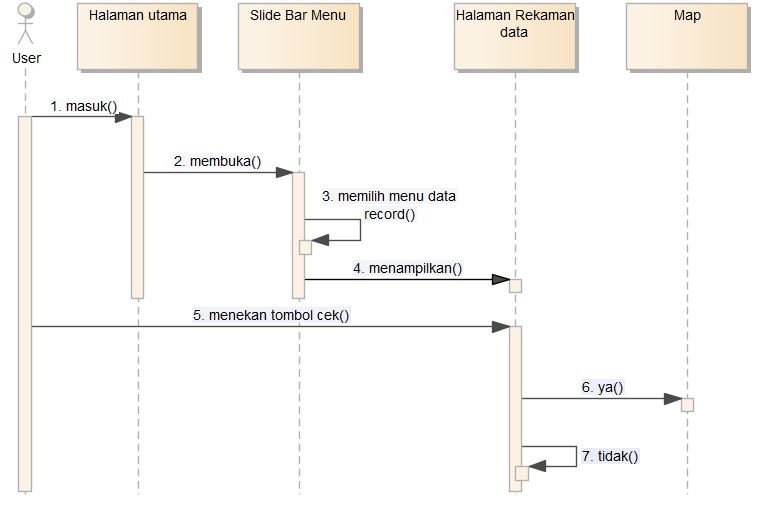 User
Halaman utama
Slide Bar Menu
Halaman Rekaman
data
Map
1. masuk()
2. membuka()
3. memilih menu data
record()
4. menampilkan()
5. menekan tombol cek()
6. ya()
7. tidak()